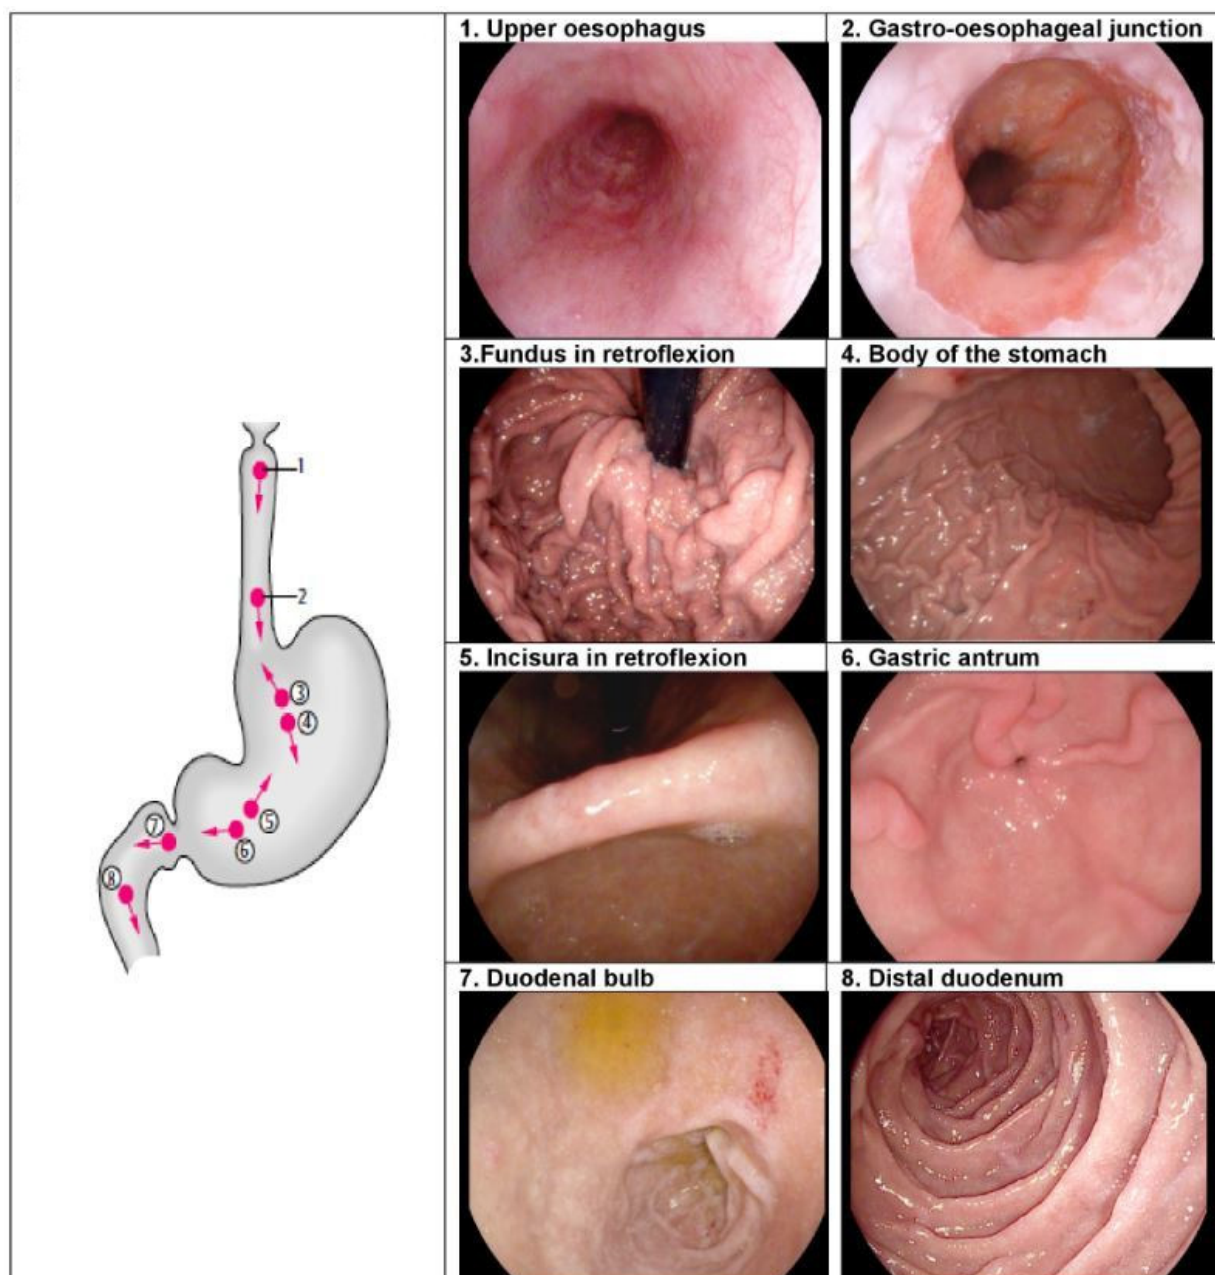 1. Upper oesophagus
2. Gastro-oesophageal junction
3.Fundus in retroflexion
4. Body of the stomach
5. Incisura in retroflexion
6. Gastric antrum
7. Duodenal bulb
8. Distal duodenum
1
2
3
4
5
6
7
8